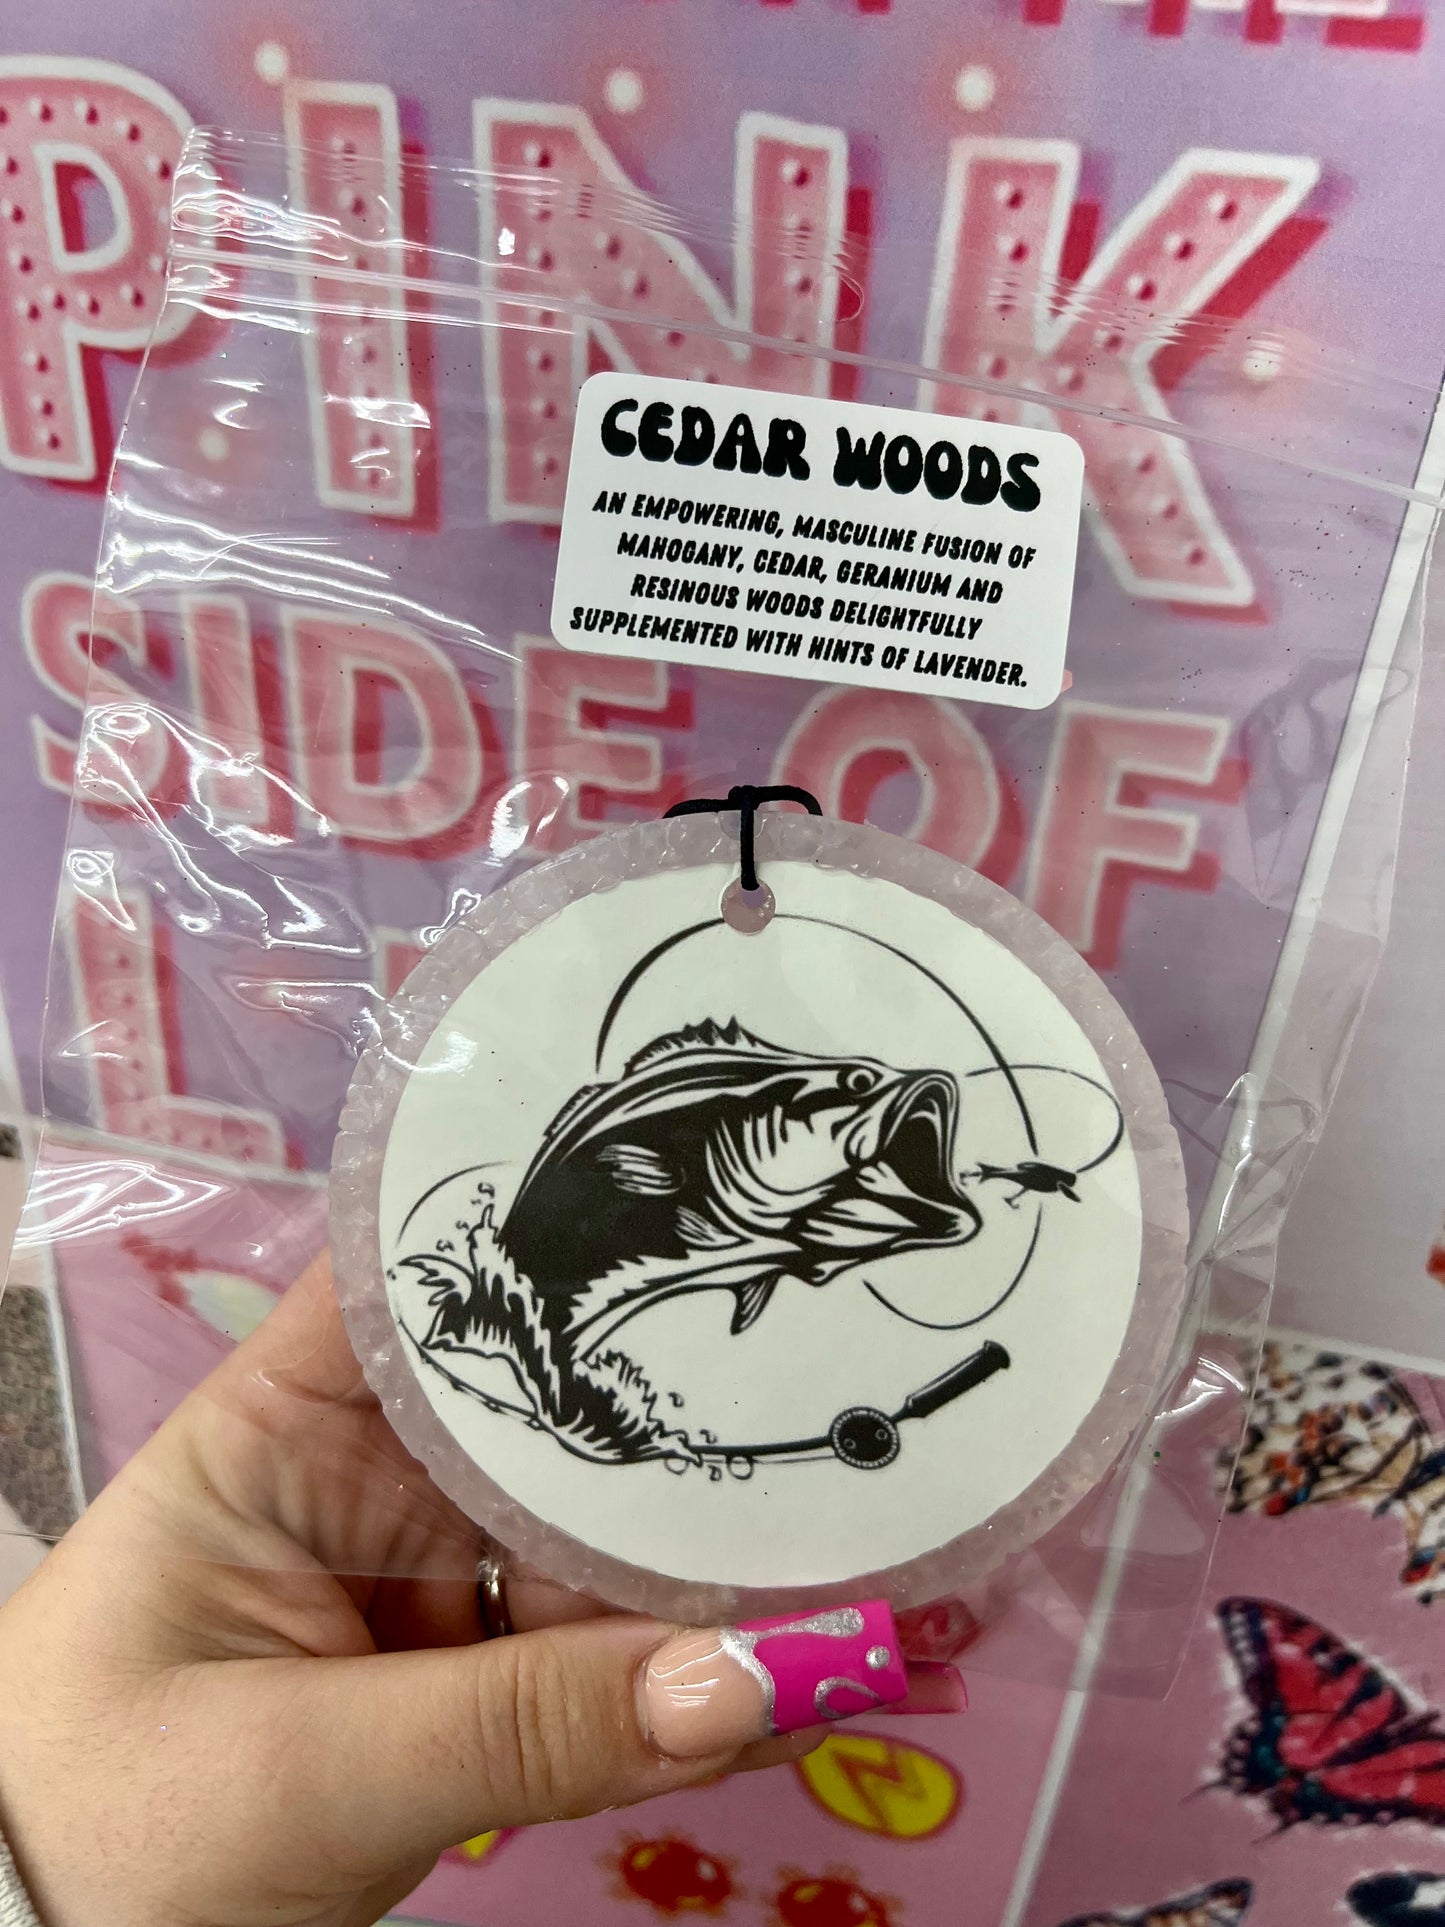 PINK
SIDE OF
CEDAR WOODS
AN EMPOWERING, MASCULINE FUSION OF
MAHOGANY, CEDAR, GERANIUM AND
RESINOUS WOODS DELIGHTFULLY
SUPPLEMENTED WITH HINTS OF LAVENDER.